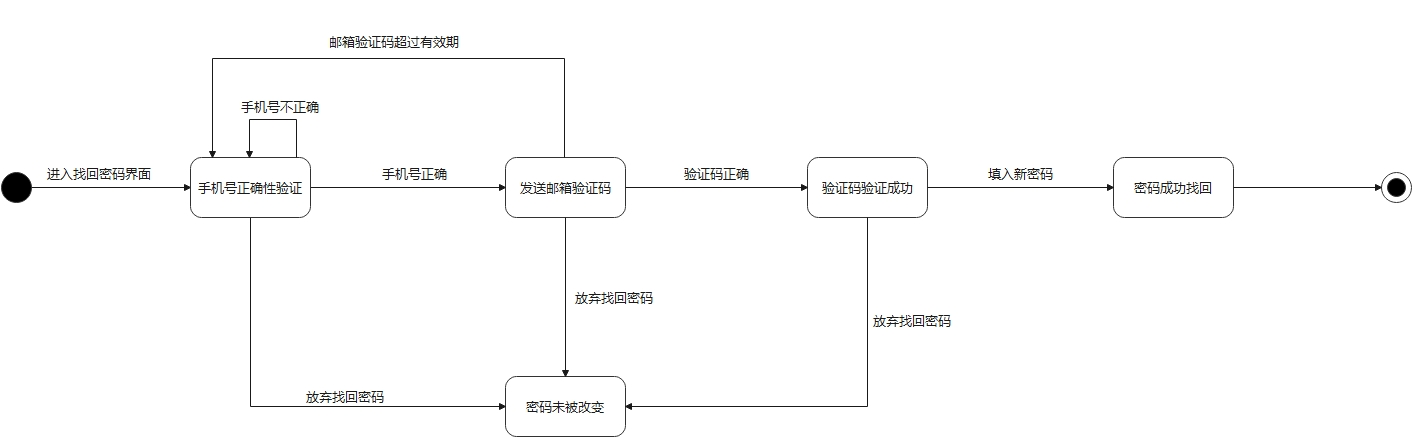 邮箱验证码超过有效期
手机号不正确
进入找回密码界面
手机号正确性验证
手机号正确
发送邮箱验证码
验证码正确
验证码验证成功
填入新密码
密码成功找回
放弃找回密码
放弃找回密码
放弃找回密码
密码未被改变